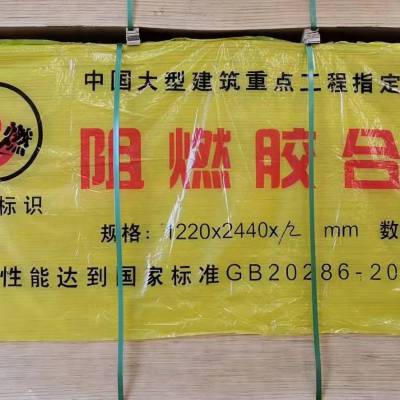 中国大型建筑重点工程指定
燃
阻燃胶合
标识
规格: 1220x2440x12 mm 数
性能达到国家标准GB20286-20